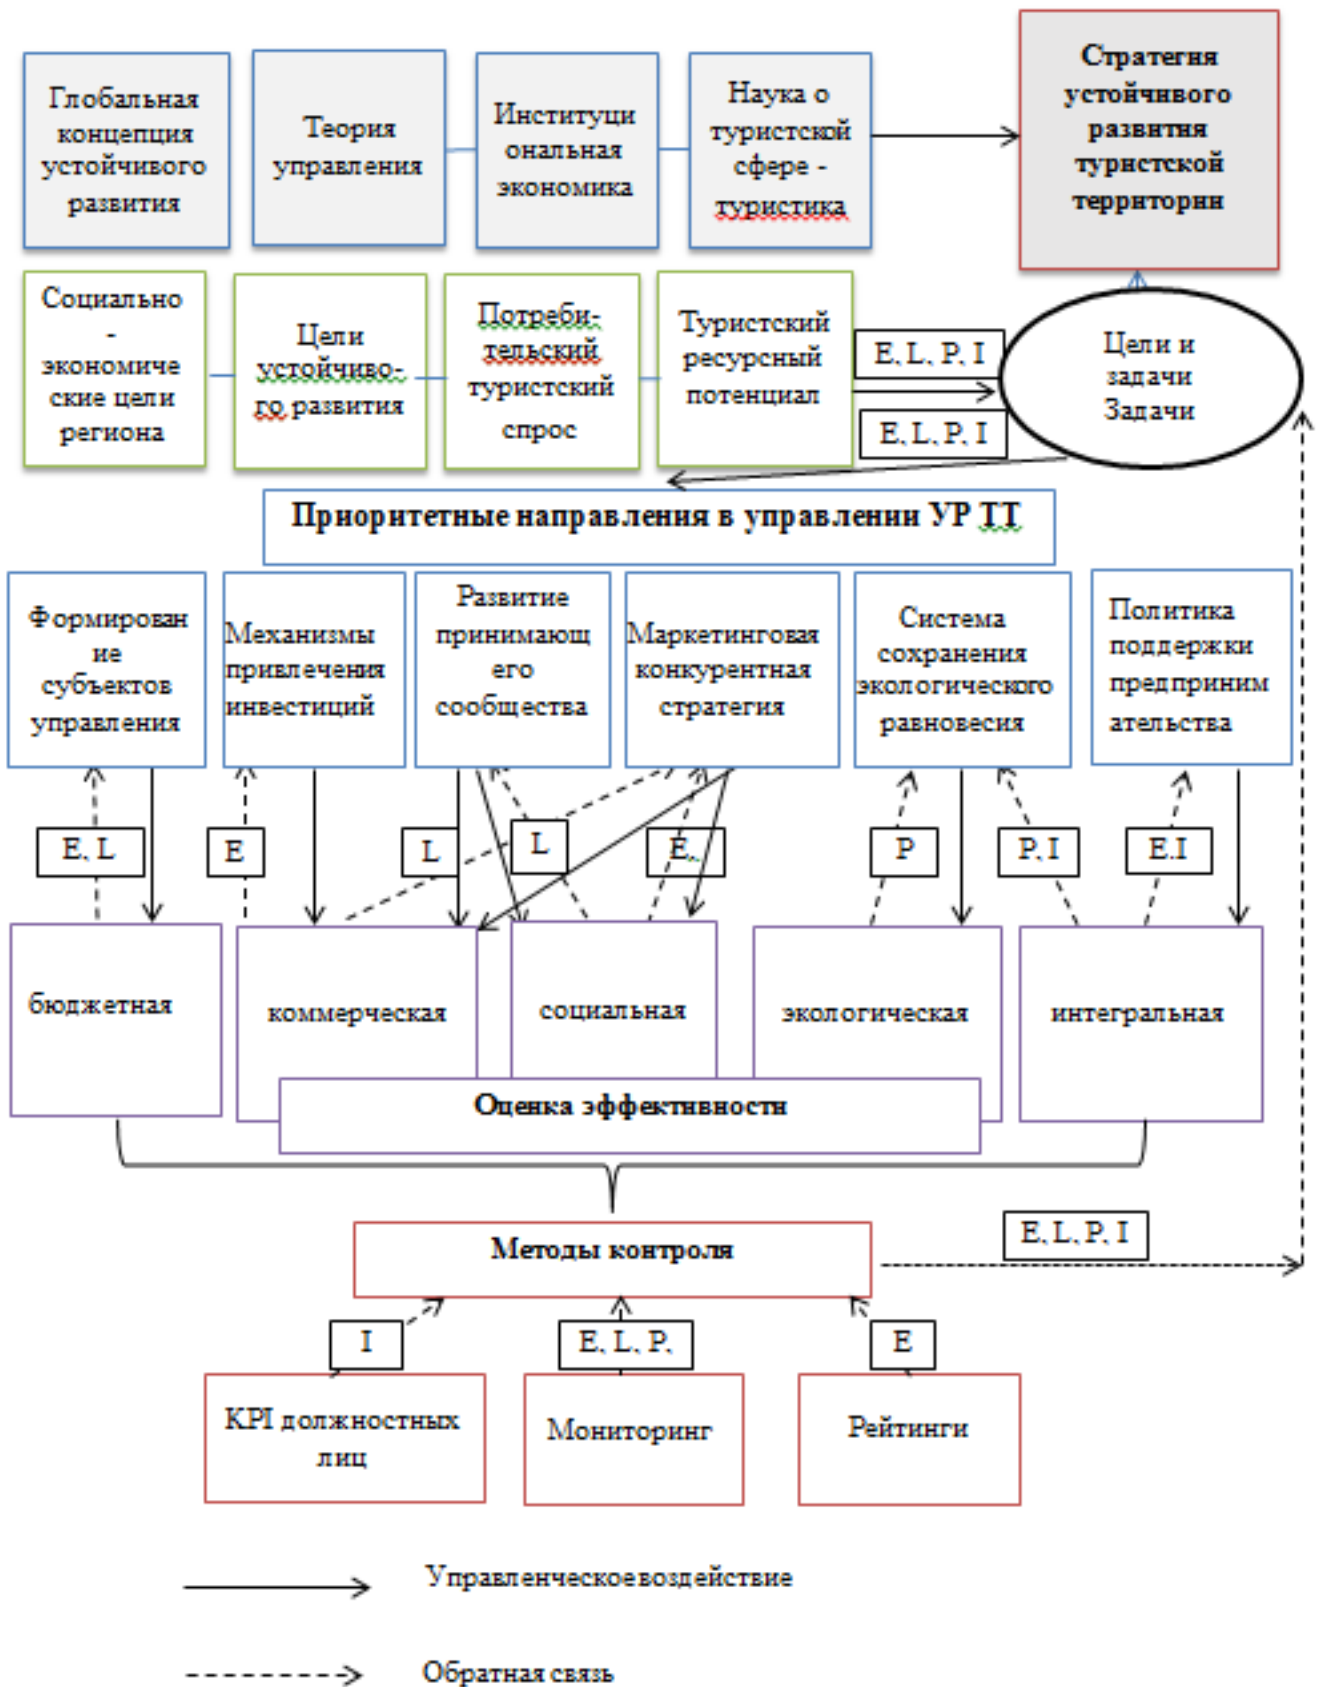 Глобальная
концепция
устойчивого
развития
Теория
управления
Институци
ональная
экономика
Наука о
туристской
сфере -
туристика
Стратегия
устойчивого
развития
туристской
территории
Социально
-
экономиче
ские цели
региона
Цели
устойчиво-
го развития
Потреби-
тельский
туристский
спрос
Туристский
ресурсный
потенциал
E, L, P, I
E, L, P, I
Цели и
задачи
Задачи
Приоритетные направления в управлении УР ТТ
Формирован
ие
субъектов
управления
Механизмы
привлечения
инвестиций
Развитие
принимающ
его
сообщества
Маркетинговая
конкурентная
стратегия
Система
сохранения
экологического
равновесия
Политика
поддержки
предприним
ательства
E, L
E
L
L
E,
P
P, I
E.I
бюджетная
коммерческая
социальная
экологическая
интегральная
Оценка эффективности
Методы контроля
E, L, P, I
I
E, L, P,
E
KPI должностных
лиц
Мониторинг
Рейтинги
Управленческое воздействие
Обратная связь